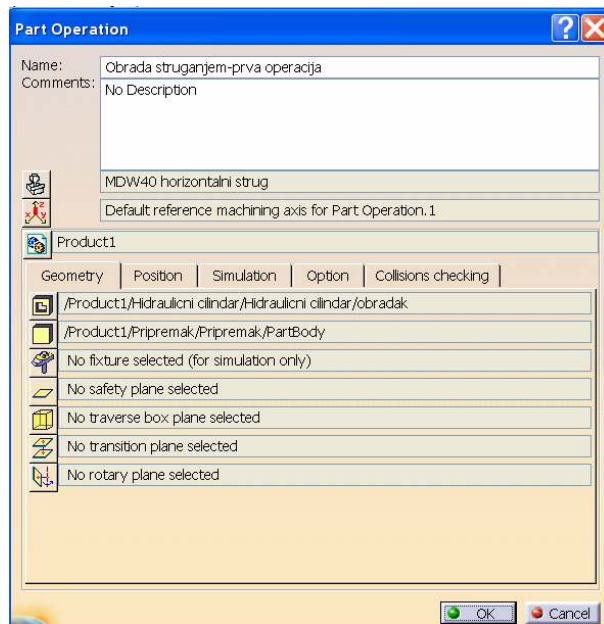 Part Operation
Name:
Obrada struganjem-prva operacija
Comments:
No Description
MDW40 horizontalni strug
Default reference machining axis for Part Operation.1
Product1
Geometry Position Simulation Option Collisions checking
/Product1/Hidraulicni cilindar/Hidraulicni cilindar/obradak
/Product1/Pripremak/Pripremak/PartBody
No fixture selected (for simulation only)
No safety plane selected
No traverse box plane selected
No transition plane selected
No rotary plane selected
OK Cancel